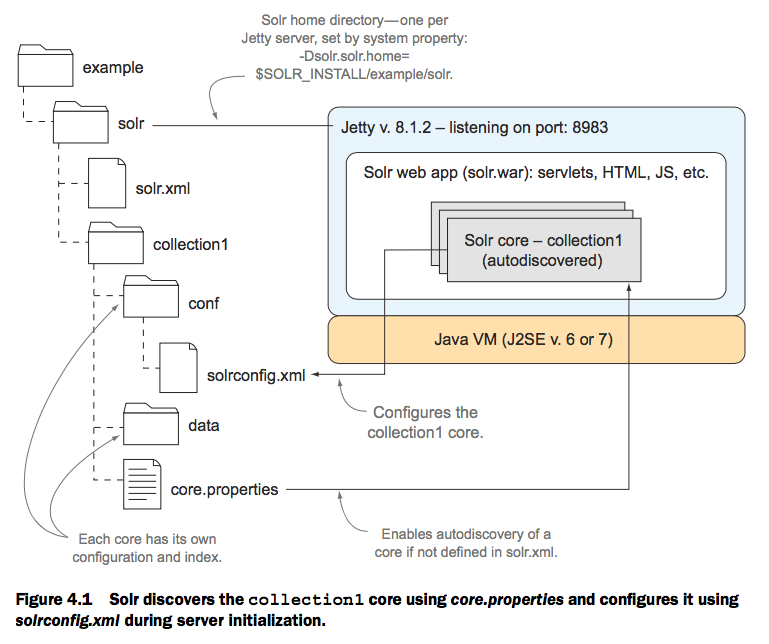 Solr home directory—one per
Jetty server, set by system property:
-Dsolr.solr.home=
$SOLR_INSTALL/example/solr.
example
solr
Jetty v. 8.1.2 – listening on port: 8983
Solr web app (solr.war): servlets, HTML, JS, etc.
solr.xml
Solr core – collection1
(autodiscovered)
collection1
conf
Java VM (J2SE v. 6 or 7)
solrconfig.xml
Configures the
collection1 core.
data
core.properties
Each core has its own
configuration and index.
Enables autodiscovery of a
core if not defined in solr.xml.
Figure 4.1 Solr discovers the collection1 core using core.properties and configures it using
solrconfig.xml during server initialization.